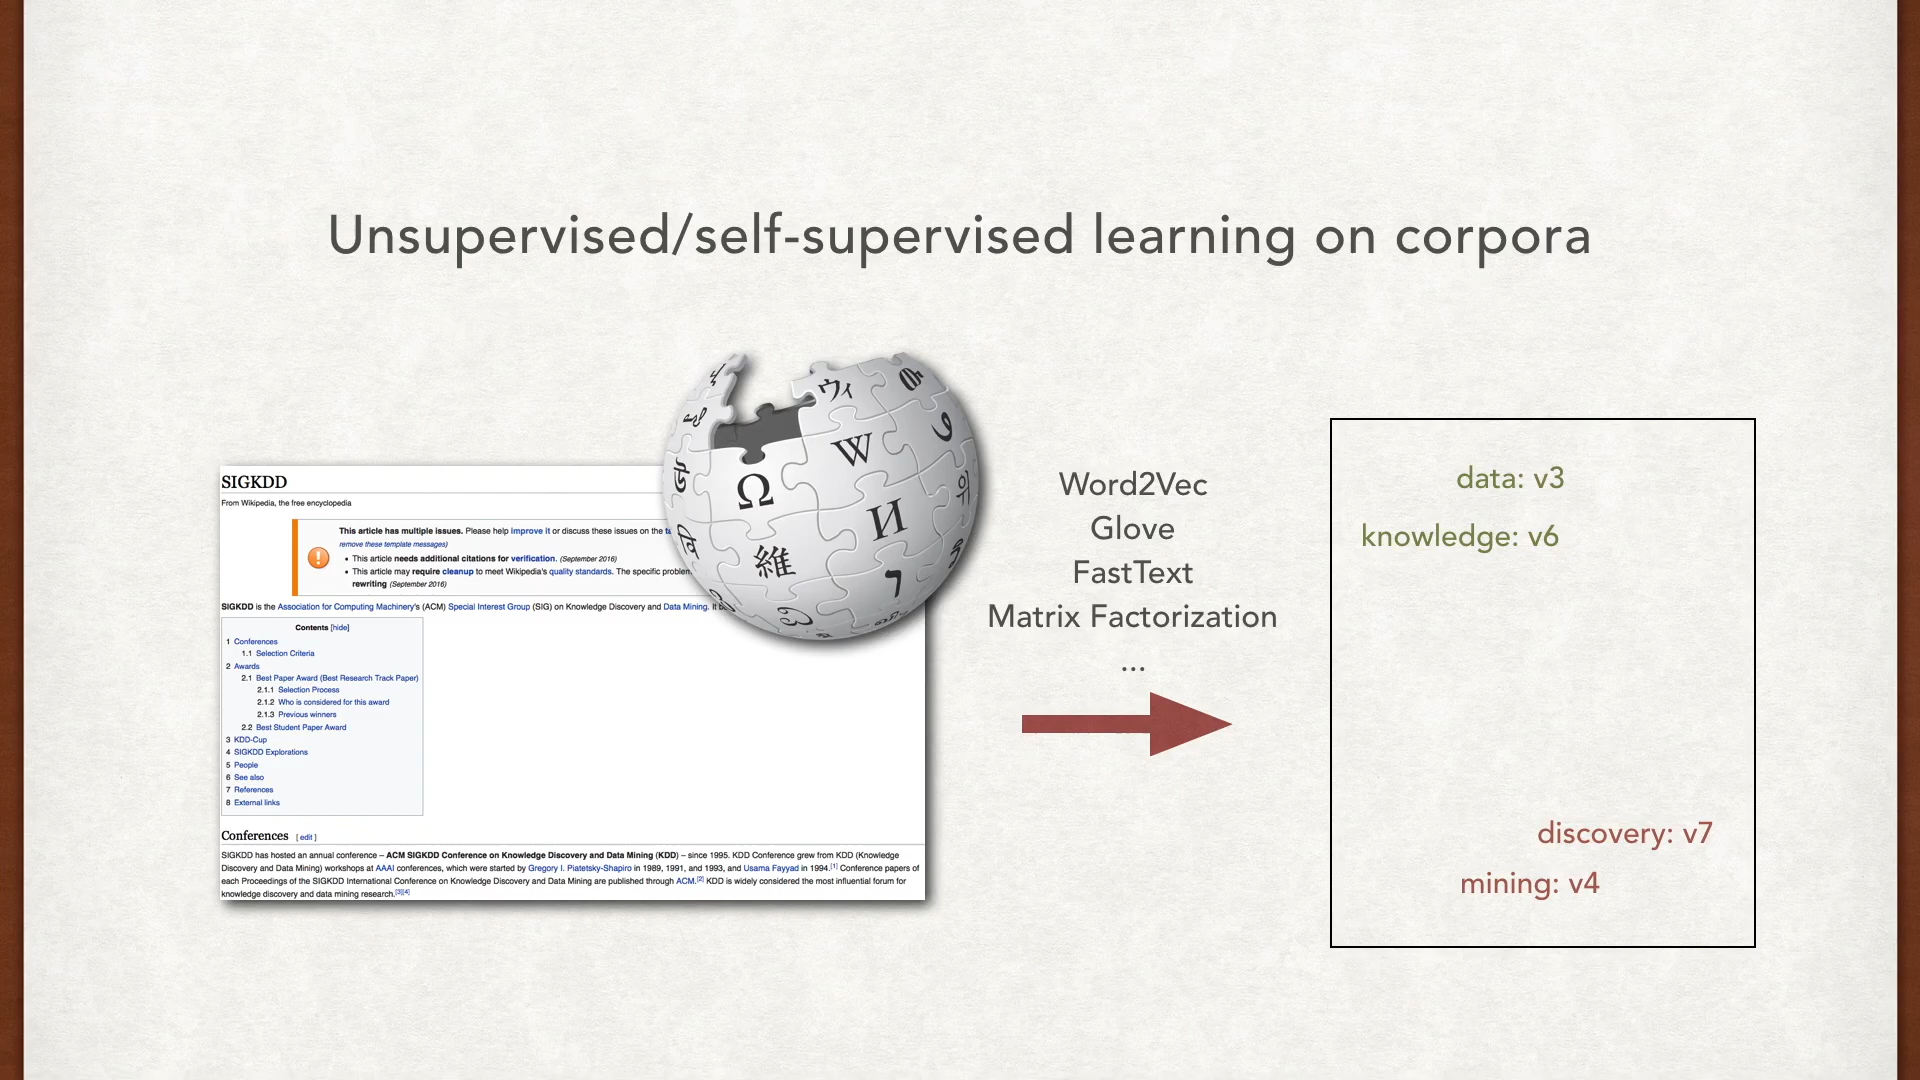 Unsupervised/self-supervised learning on corpora
SIGKDD
From Wikipedia, the free encyclopedia
This article has multiple issues. Please help improve it or discuss these issues on the
remove these template messages)
• This article needs additional citations for verification. (September 2016)
• This article may require cleanup to meet Wikipedia's quality standards. The specific
rewriting (September 2016)
SIGKDD is the Association for Computing Machinery's (ACM) Special Interest Group (SIG) on Knowledge Discovery and Data Mining. It
Contents [hide]
1 Conferences
1.1 Selection Criteria
2 Awards
2.1 Best Paper Award (Best Research Track Paper)
2.1.1 Selection Process
2.1.2 Who is considered for this award
2.1.3 Previous winners
2.2 Best Student Paper Award
3 KDD-Cup
4 SIGKDD Explorations
5 People
6 See also
7 References
8 External links
Conferences [ edit ]
SIGKDD has hosted an annual conference – ACM SIGKDD Conference on Knowledge Discovery and Data Mining (KDD) – since 1995. KDD Conference grew from KDD (Knowledge
Discovery and Data Mining) workshops at AAAI conferences, which were started by Gregory I. Piatetsky-Shapiro in 1989, 1991, and 1993, and Usama Fayyad in 1994.[1] Conference papers of
each Proceedings of the SIGKDD International Conference on Knowledge Discovery and Data Mining are published through ACM.[2] KDD is widely considered the most influential forum for
knowledge discovery and data mining research.[3][4]
ウィ
W
Ω
И
維
Word2Vec
Glove
FastText
Matrix Factorization
...
data: v3
knowledge: v6
discovery: v7
mining: v4